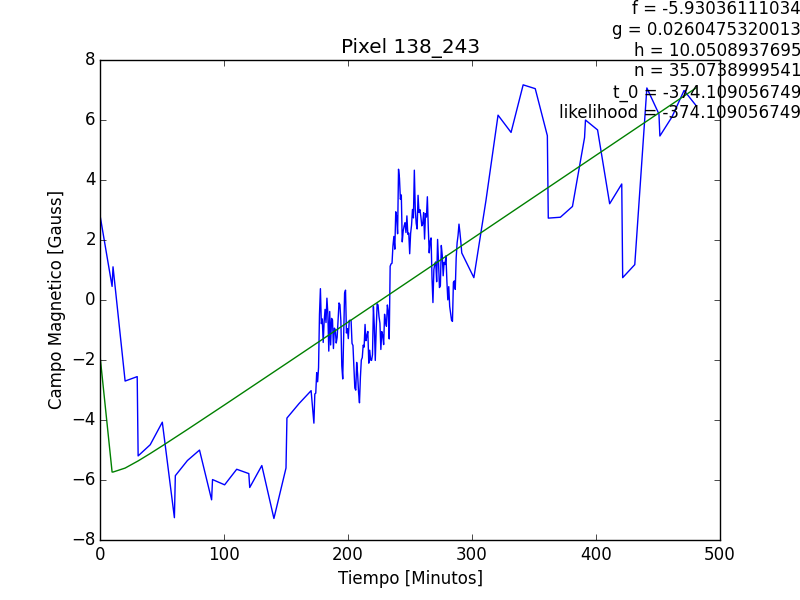 f = -5.93036111034
g = 0.0260475320013
Pixel 138_243
h = 10.0508937695
n = 35.0738999541
t_0 = -374.109056749
likelihood = -374.109056749
8
6
4
2
0
−2
−4
−6
−8
Campo Magnetico [Gauss]
0 100 200 300 400 500
Tiempo [Minutos]